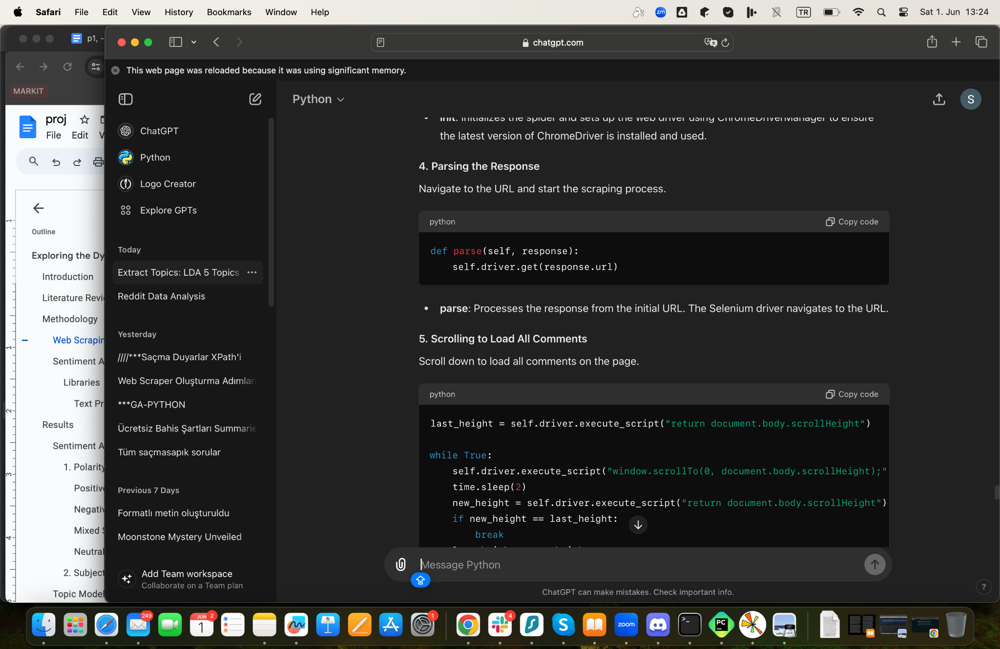 Safari File Edit View History Bookmarks Window Help zm TR Sat 1. Jun 13:24
p1, -
chatgpt.com
This web page was reloaded because it was using significant memory.
MARKIT
proj
File Edit V
Outline
Exploring the Dy
Introduction
Literature Revi
Methodology
Web Scrapin
Sentiment A
Libraries
Text Pr
Results
Sentiment A
1. Polarity
Positive
Negativ
Mixed S
Neutral
2. Subject
Topic Model
1
1
2
3
4
ChatGPT
Python
Logo Creator
Explore GPTs
Today
Extract Topics: LDA 5 Topics
Reddit Data Analysis
Yesterday
////***Saçma Duyarlar XPath'i
Web Scraper Oluşturma Adımları
***GA-PYTHON
Ücretsiz Bahis Şartları Summarie
Tüm saçmasapık sorular
Previous 7 Days
Formatlı metin oluşturuldu
Moonstone Mystery Unveiled
Add Team workspace
Collaborate on a Team plan
Python
S
init: Initializes the spider and sets up the web driver using ChromeDriverManager to ensure
the latest version of ChromeDriver is installed and used.
4. Parsing the Response
Navigate to the URL and start the scraping process.
python Copy code
def parse(self, response):
self.driver.get(response.url)
• parse: Processes the response from the initial URL. The Selenium driver navigates to the URL.
5. Scrolling to Load All Comments
Scroll down to load all comments on the page.
python Copy code
last_height = self.driver.execute_script("return document.body.scrollHeight")
while True:
self.driver.execute_script("window.scrollTo(0, document.body.scrollHeight);"
time.sleep(2)
new_height = self.driver.execute_script("return document.body.scrollHeight")
if new_height == last_height:
break
Message Python
ChatGPT can make mistakes. Check important info.
?
249
JUN 2
1
1
4
S
zoom
>_
PC
DOCX